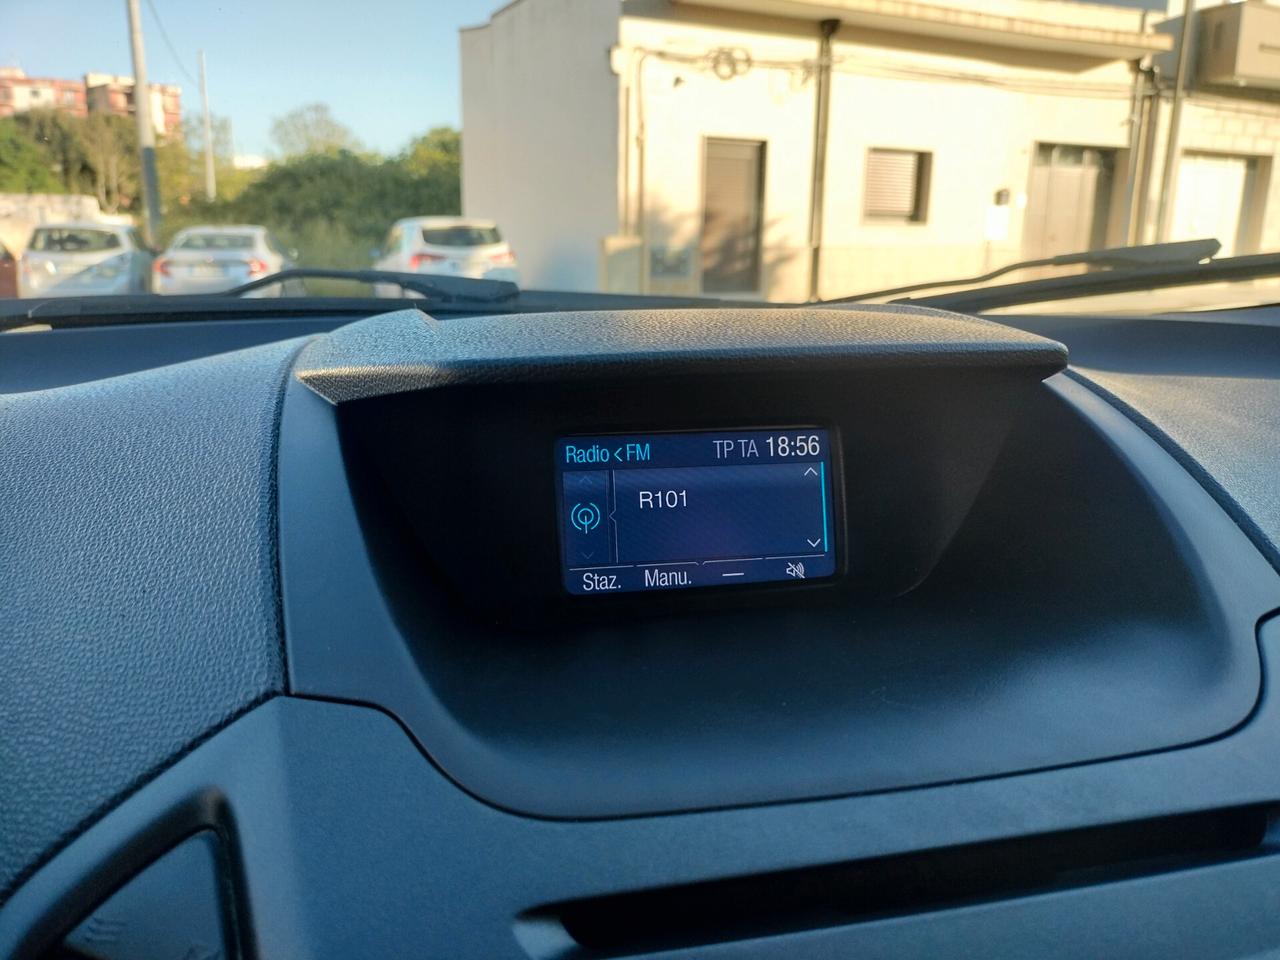 Radio < FM TP TA 18:56
R101
Staz. Manu. —